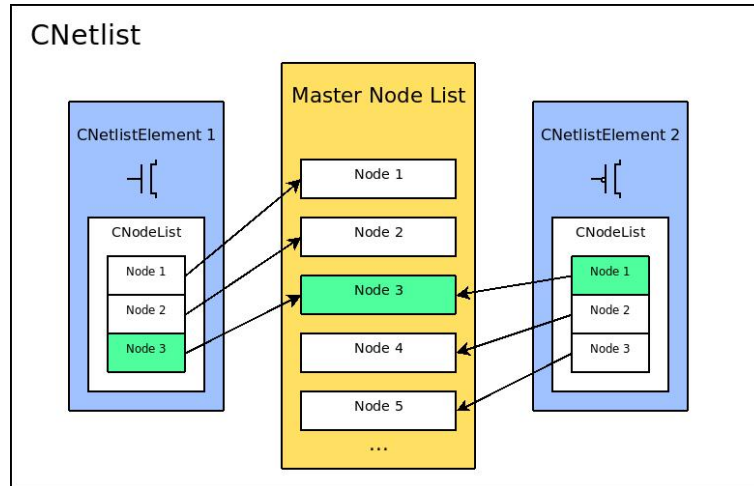 CNetlist
CNetlistElement 1
CNodeList
Node 1
Node 2
Node 3
Master Node List
Node 1
Node 2
Node 3
Node 4
Node 5
...
CNetlistElement 2
CNodeList
Node 1
Node 2
Node 3